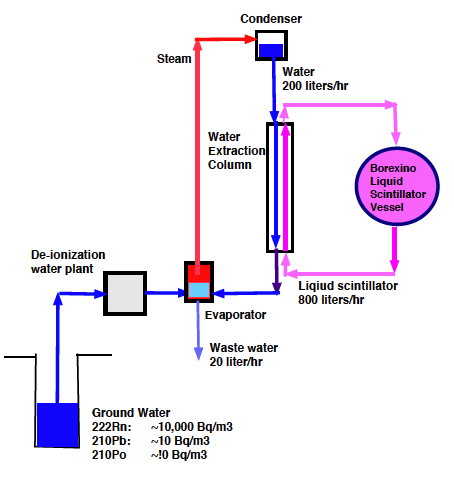 Condenser
Steam
Water
200 liters/hr
Water
Extraction
Column
Borexino
Liquid
Scintillator
Vessel
De-ionization
water plant
Liqiud scintillator
800 liters/hr
Evaporator
Waste water
20 liter/hr
Ground Water
222Rn: ~10,000 Bq/m3
210Pb: ~10 Bq/m3
210Po ~!0 Bq/m3